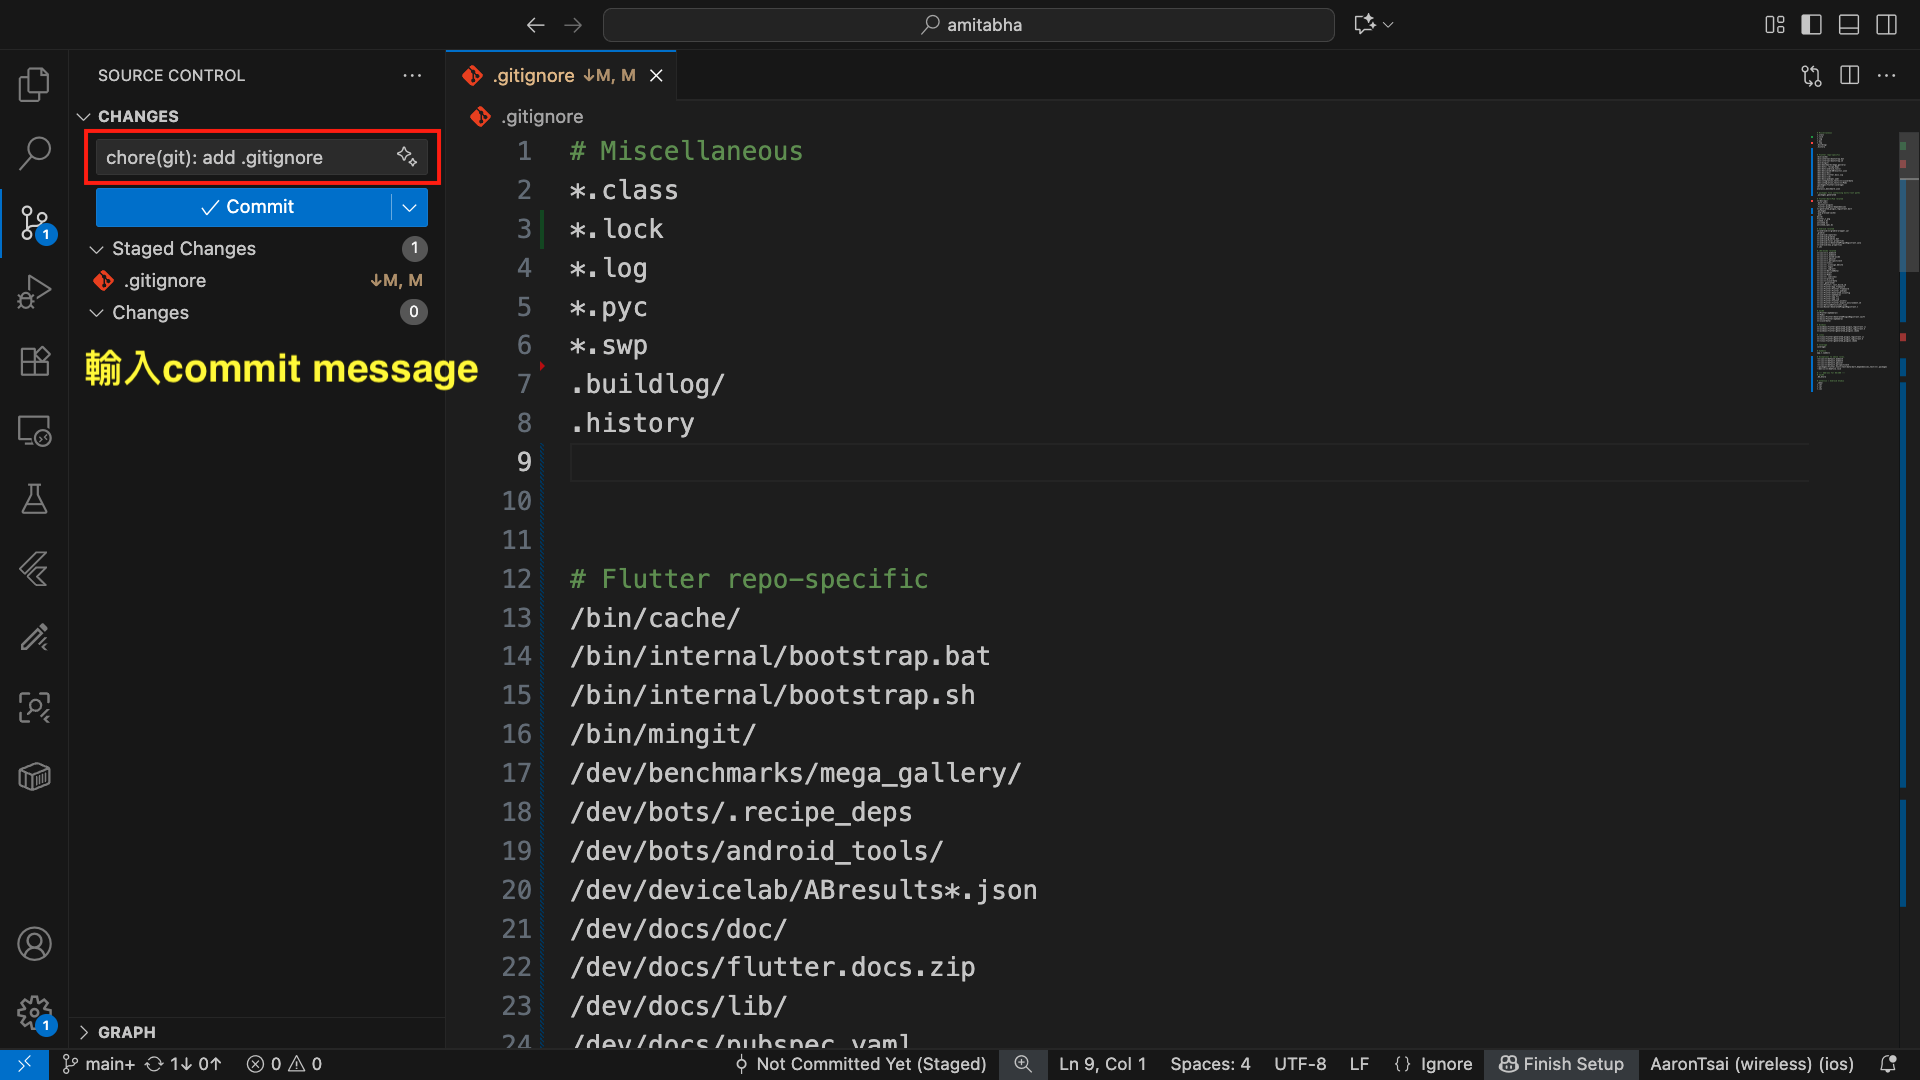 amitabha
SOURCE CONTROL
.gitignore ↓M, M
CHANGES
.gitignore
chore(git): add .gitignore
Commit
Staged Changes 1
.gitignore ↓M, M
Changes 0
輸入commit message
1 # Miscellaneous
2 *.class
3 *.lock
4 *.log
5 *.pyc
6 *.swp
7 .buildlog/
8 .history
9
10
11
12 # Flutter repo-specific
13 /bin/cache/
14 /bin/internal/bootstrap.bat
15 /bin/internal/bootstrap.sh
16 /bin/mingit/
17 /dev/benchmarks/mega_gallery/
18 /dev/bots/.recipe_deps
19 /dev/bots/android_tools/
20 /dev/devicelab/ABresults*.json
21 /dev/docs/doc/
22 /dev/docs/flutter.docs.zip
23 /dev/docs/lib/
24 /dev/docs/pubspec.yaml
1
1
GRAPH
main+ 1↓ 0↑ 0 0 Not Committed Yet (Staged) Ln 9, Col 1 Spaces: 4 UTF-8 LF {} Ignore Finish Setup AaronTsai (wireless) (ios)